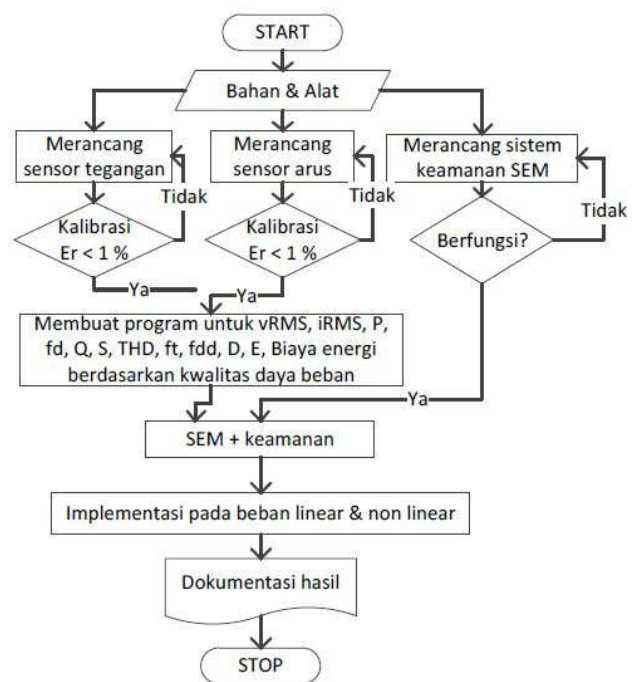 START
Bahan & Alat
Merancang
sensor tegangan
Merancang
sensor arus
Merancang sistem
keamanan SEM
Tidak
Tidak
Tidak
Kalibrasi
Er < 1 %
Kalibrasi
Er < 1 %
Berfungsi?
Ya
Ya
Membuat program untuk vRMS, iRMS, P,
fd, Q, S, THD, ft, fdd, D, E, Biaya energi
berdasarkan kwalitas daya beban
Ya
SEM + keamanan
Implementasi pada beban linear & non linear
Dokumentasi hasil
STOP